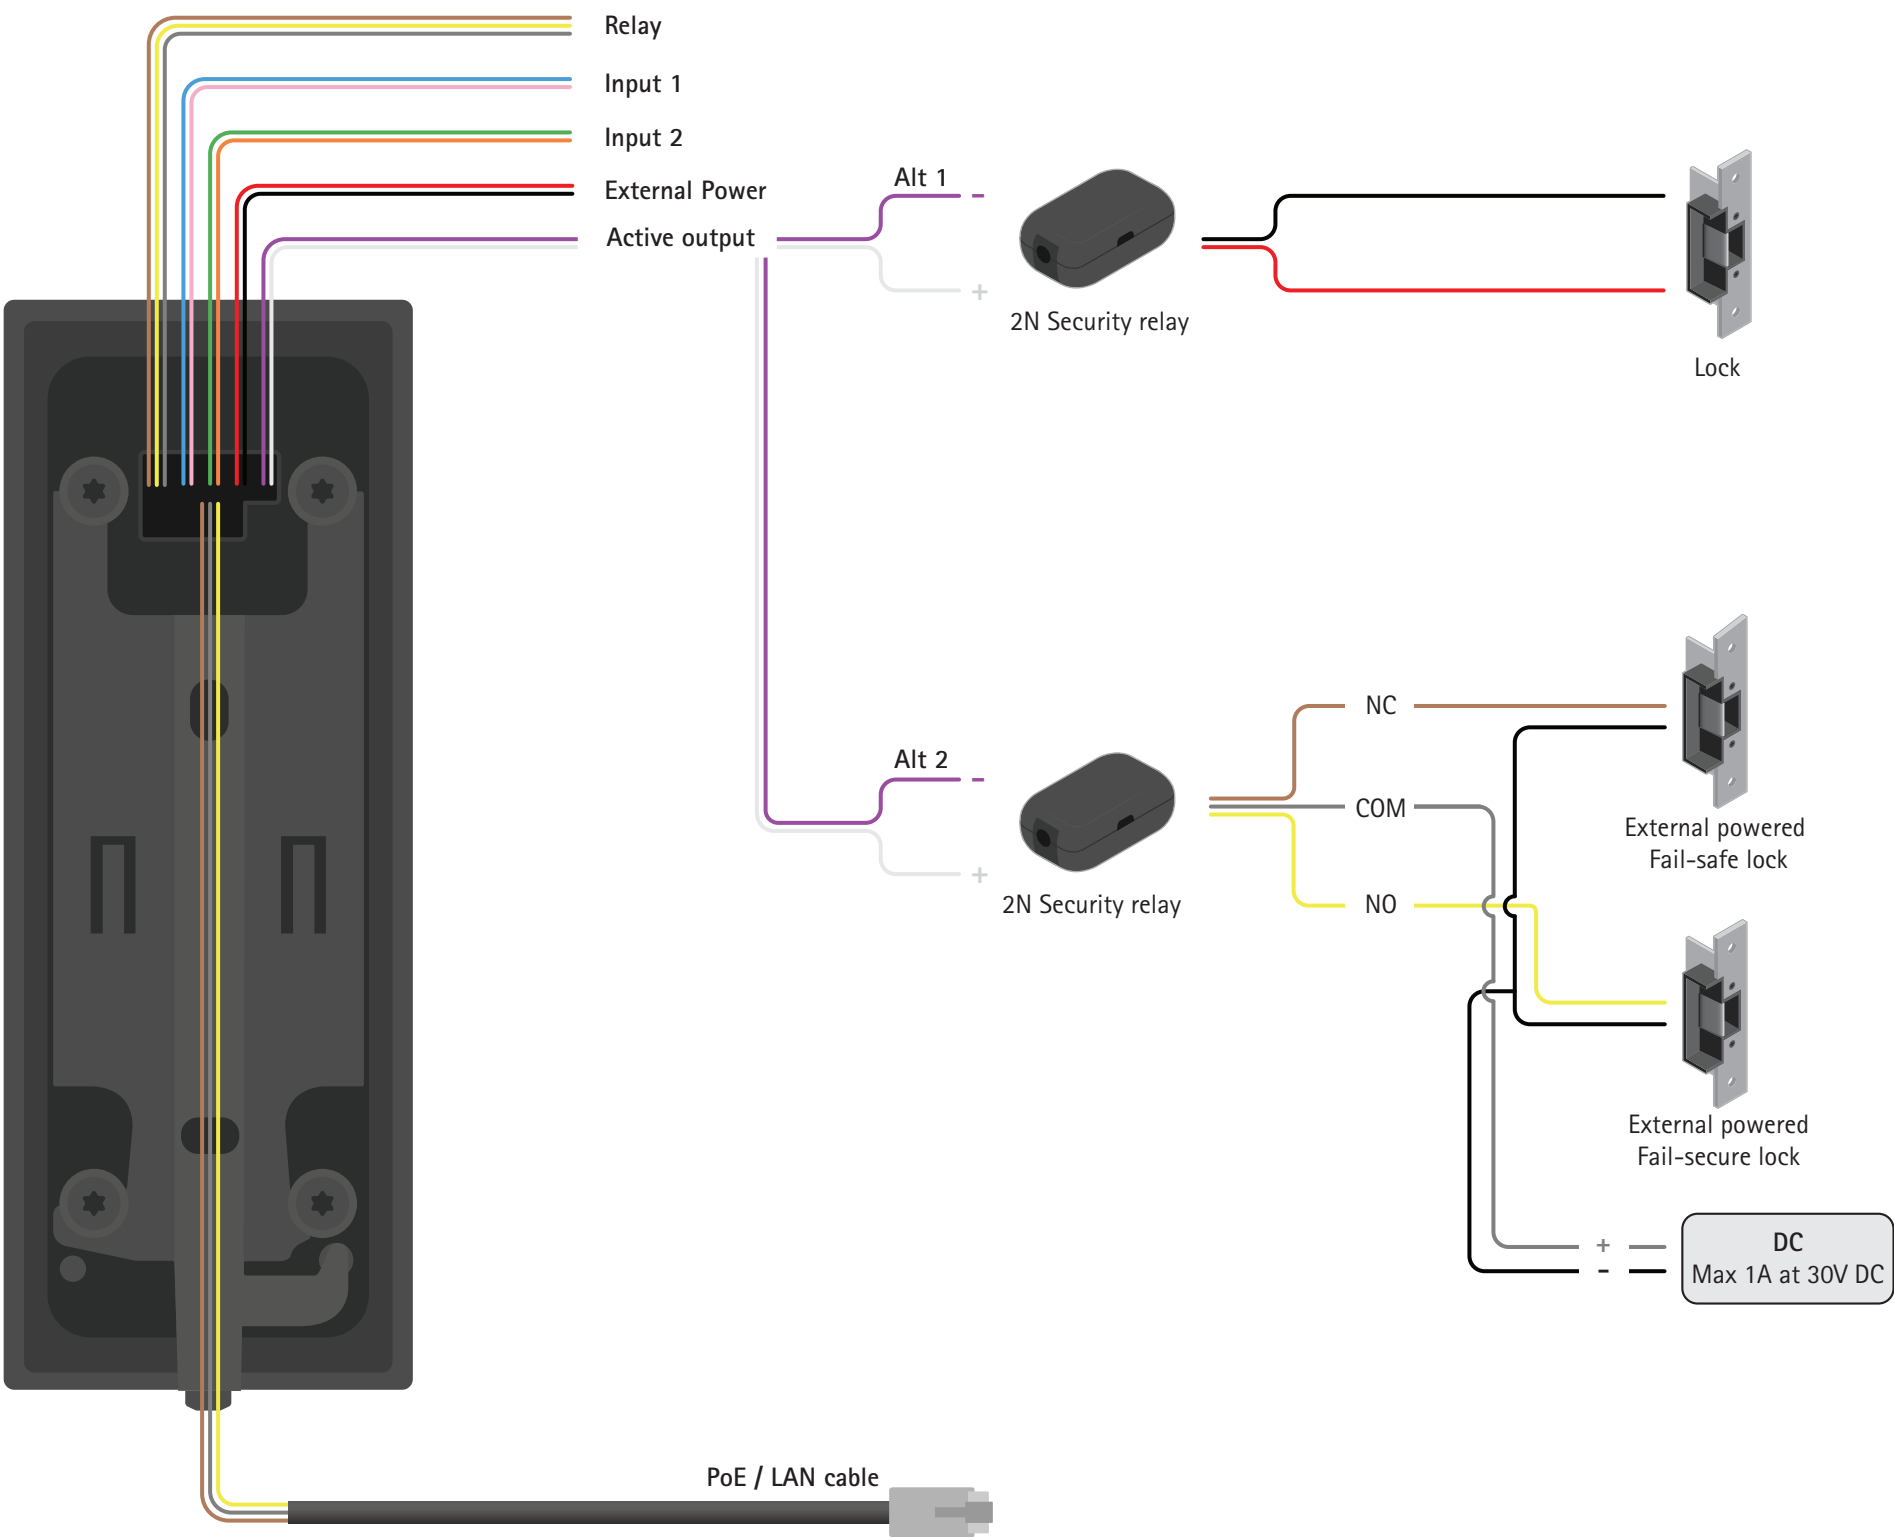 Relay
Input 1
Input 2
External Power
Active output
Alt 1
-
+
2N Security relay
Lock
Alt 2
-
+
2N Security relay
NC
COM
NO
External powered
Fail-safe lock
External powered
Fail-secure lock
+
-
DC
Max 1A at 30V DC
PoE / LAN cable